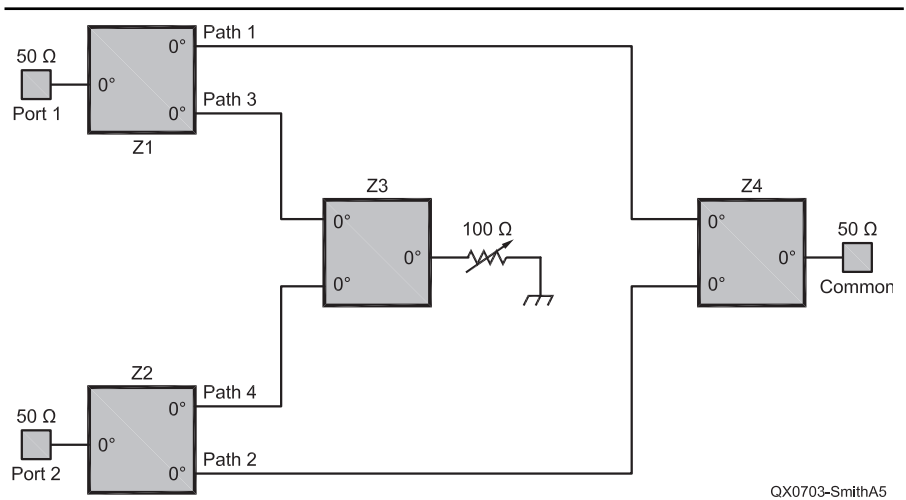 Path 1
50 Ω
0°
0°
Port 1
0°
Path 3
Z1
Z3
Z4
0°
100 Ω
0°
50 Ω
0°
0°
0°
0°
Common
Z2
50 Ω
0°
Path 4
0°
Port 2
0°
Path 2
QX0703-SmithA5